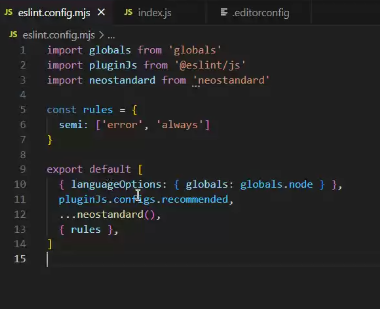 JS eslint.config.mjs × JS index.js .editorconfig
JS eslint.config.mjs > ...
1 import globals from 'globals'
2 import pluginJs from '@eslint/js'
3 import neostandard from 'neostandard'
4
5 const rules = {
6 semi: ['error', 'always']
7 }
8
9 export default [
10 { languageOptions: { globals: globals.node } },
11 pluginJs.configs.recommended,
12 ...neostandard(),
13 { rules },
14 ]
15